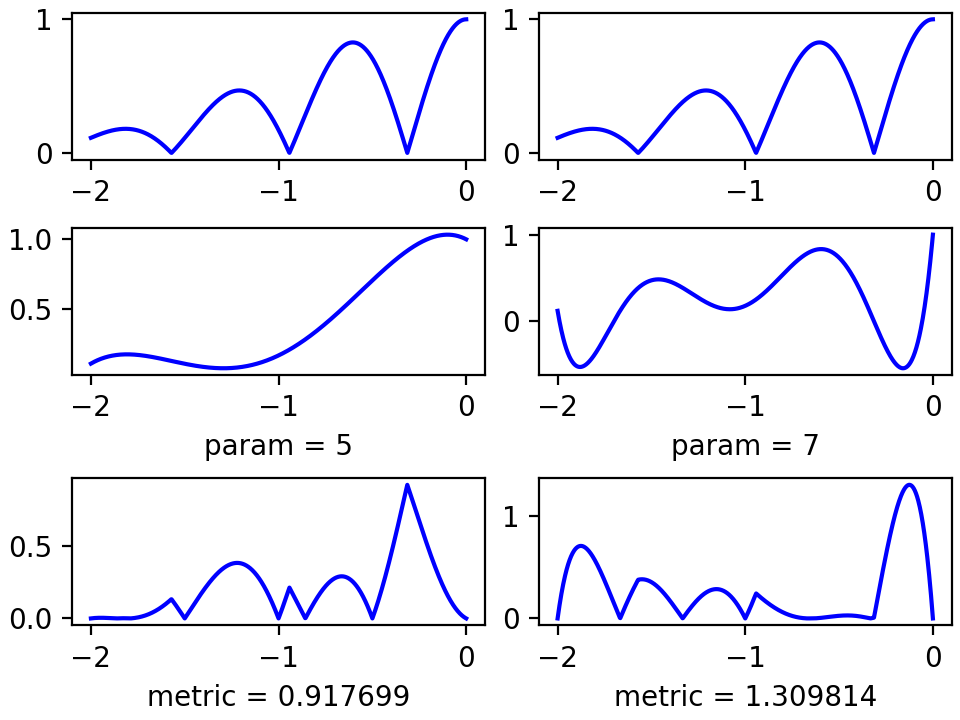 1 1
0 0
−2 −1 0 −2 −1 0
1.0 1
0.5 0
−2 −1 0 −2 −1 0
param = 5 param = 7
0.5 1
0.0 0
−2 −1 0 −2 −1 0
metric = 0.917699 metric = 1.309814